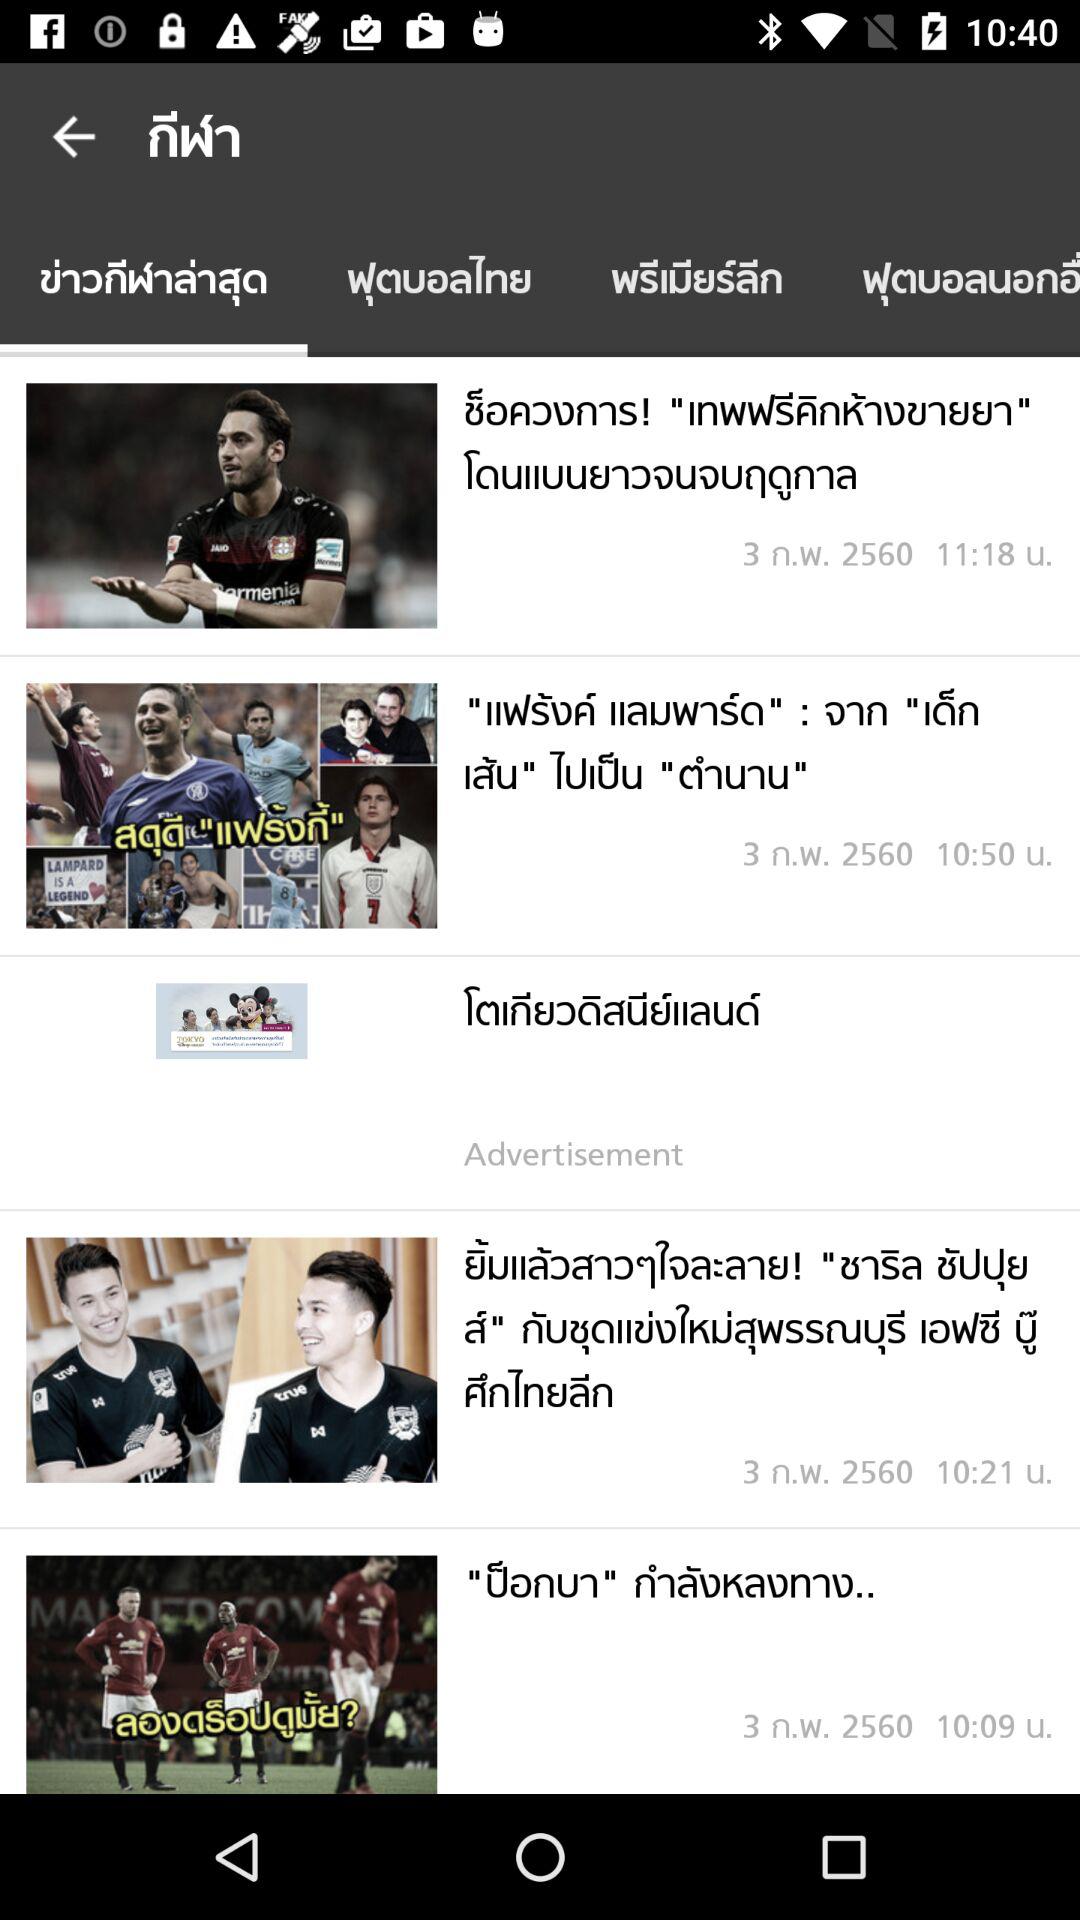 FAKE
10:40
กีฬา
ข่าวกีฬาล่าสุด ฟุตบอลไทย พรีเมียร์ลีก ฟุตบอลนอกอื่
ช็อควงการ! "เทพฟรีคิกห้างขายยา"
โดนแบนยาวจนจบฤดูกาล
3 ก.พ. 2560 11:18 น.
JAKO
Barmenia
Hermes
"แฟรังค์ แลมพาร์ด" : จาก "เด็ก
เส้น" ไปเป็น "ตำนาน"
3 ก.พ. 2560 10:50 น.
สดุดี "แฟร้งกี้"
LAMPARD
IS A
LEGEND
8
7
โตเกียวดิสนีย์แลนด์
TOKYO
Advertisement
ยิ้มแล้วสาวๆใจละลาย! "ชาริล ชัปปุย
ส์" กับชุดแข่งใหม่สุพรรณบุรี เอฟซี บู๊
ศึกไทยลีก
3 ก.พ. 2560 10:21 น.
true
true
"ป็อกบา" กำลังหลงทาง..
3 ก.พ. 2560 10:09 น.
ลองดร็อปดูมั้ย?